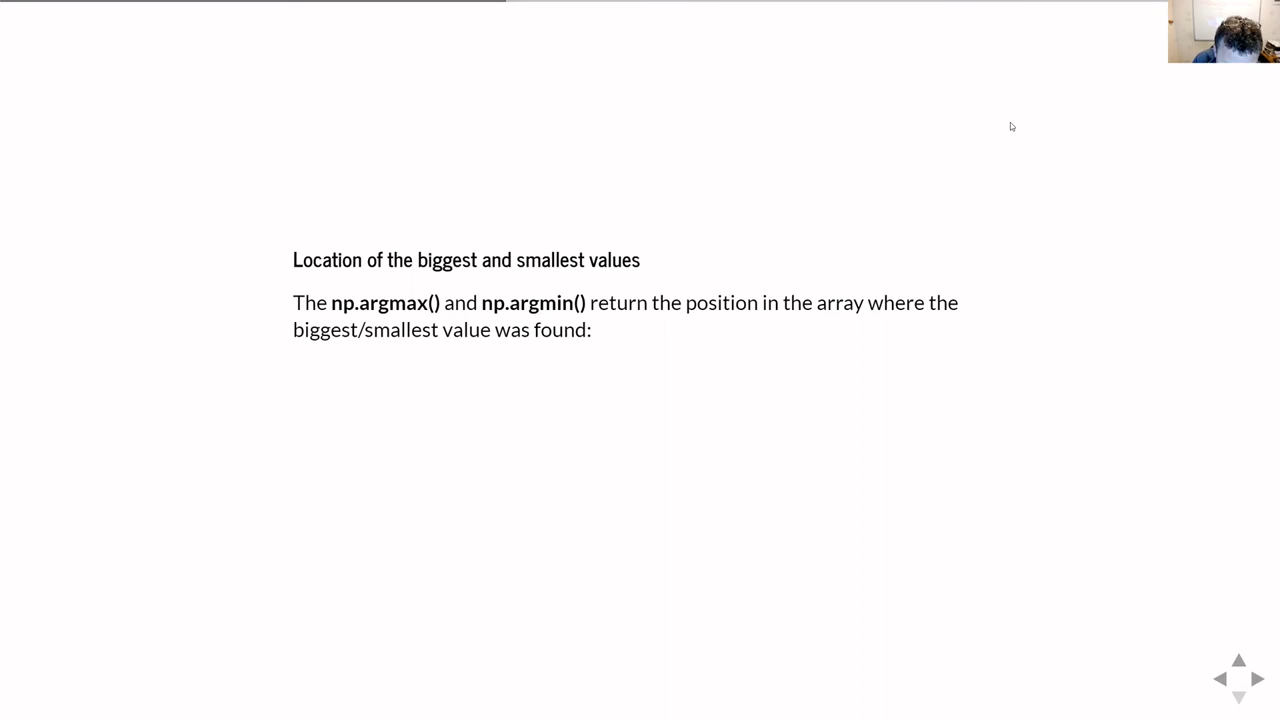 Location of the biggest and smallest values
The np.argmax() and np.argmin() return the position in the array where the
biggest/smallest value was found: